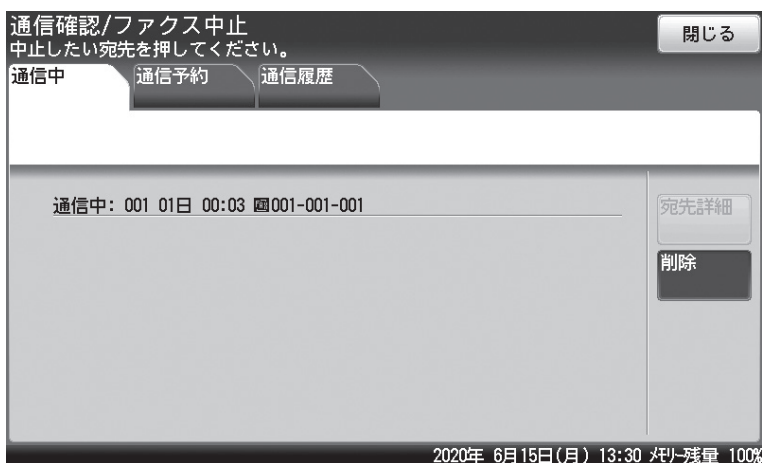 通信確認/ファクス中止
閉じる
中止したい宛先を押してください。
通信中
通信予約
通信履歴
通信中: 001 01日 00:03 001-001-001
宛先詳細
削除
2020年 6月15日(月) 13:30 ﾒﾓﾘｰ残量 100%